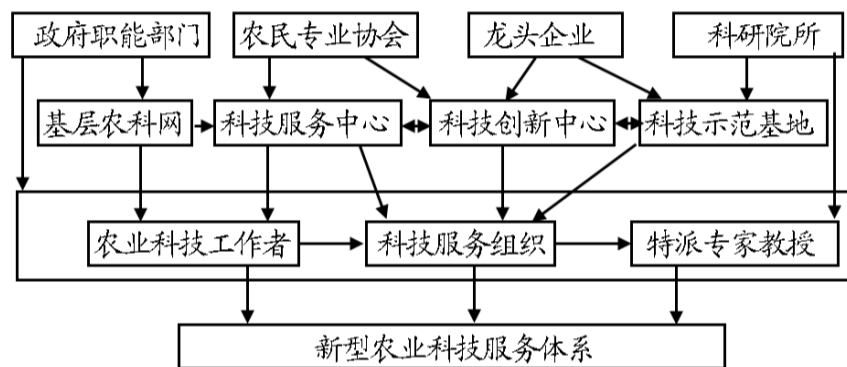 政府职能部门 农民专业协会 龙头企业 科研院所
基层农科网 科技服务中心 科技创新中心 科技示范基地
农业科技工作者 科技服务组织 特派专家教授
新型农业科技服务体系